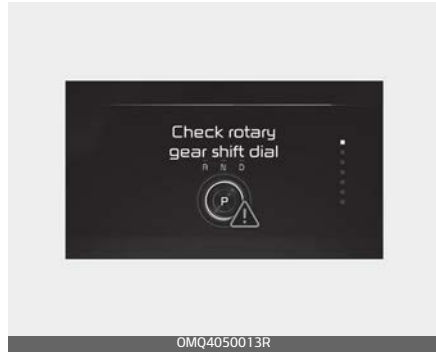 Check rotary
gear shift dial
R N D
P
OMQ4050013R